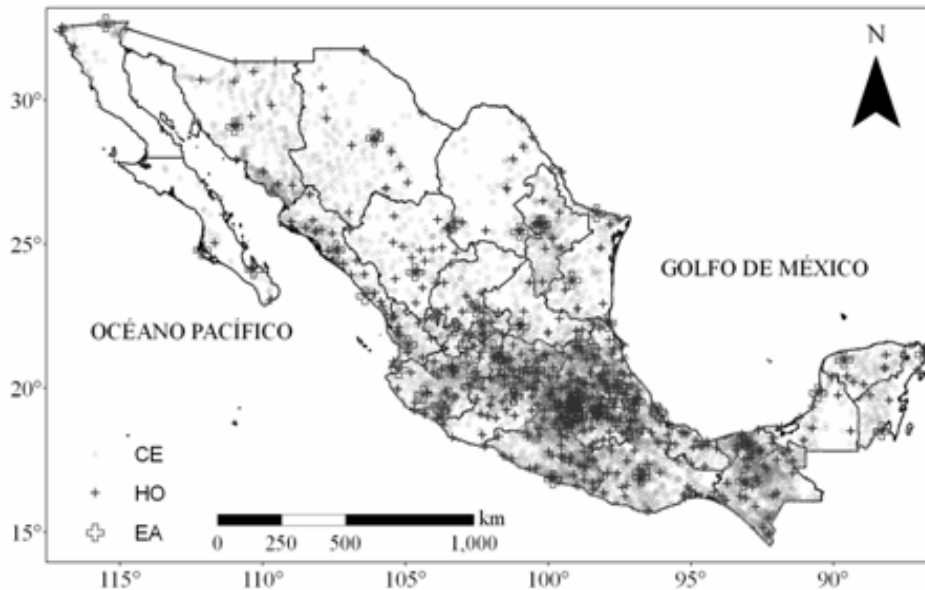 N
30°
25°
20°
15°
GOLFO DE MÉXICO
OCÉANO PACÍFICO
CE
HO
EA
km
0 250 500 1,000
115° 110° 105° 100° 95° 90°